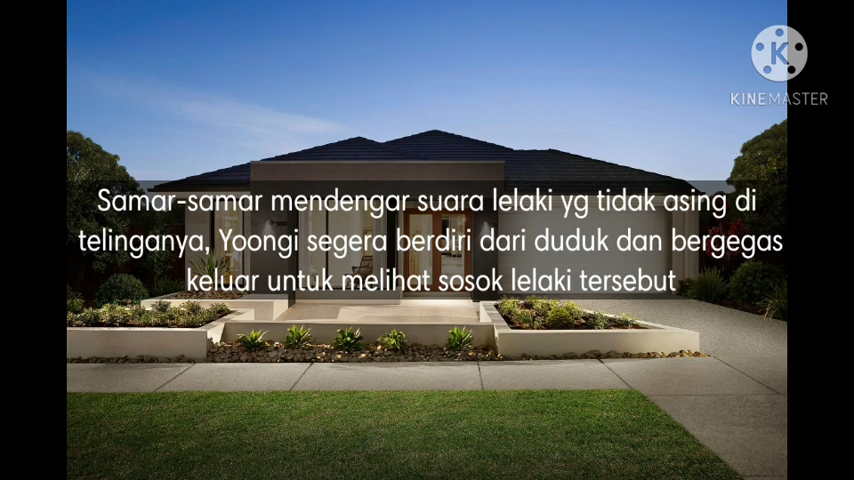 KINEMASTER
Samar-samar mendengar suara lelaki yg tidak asing di
telinganya, Yoongi segera berdiri dari duduk dan bergegas
keluar untuk melihat sosok lelaki tersebut